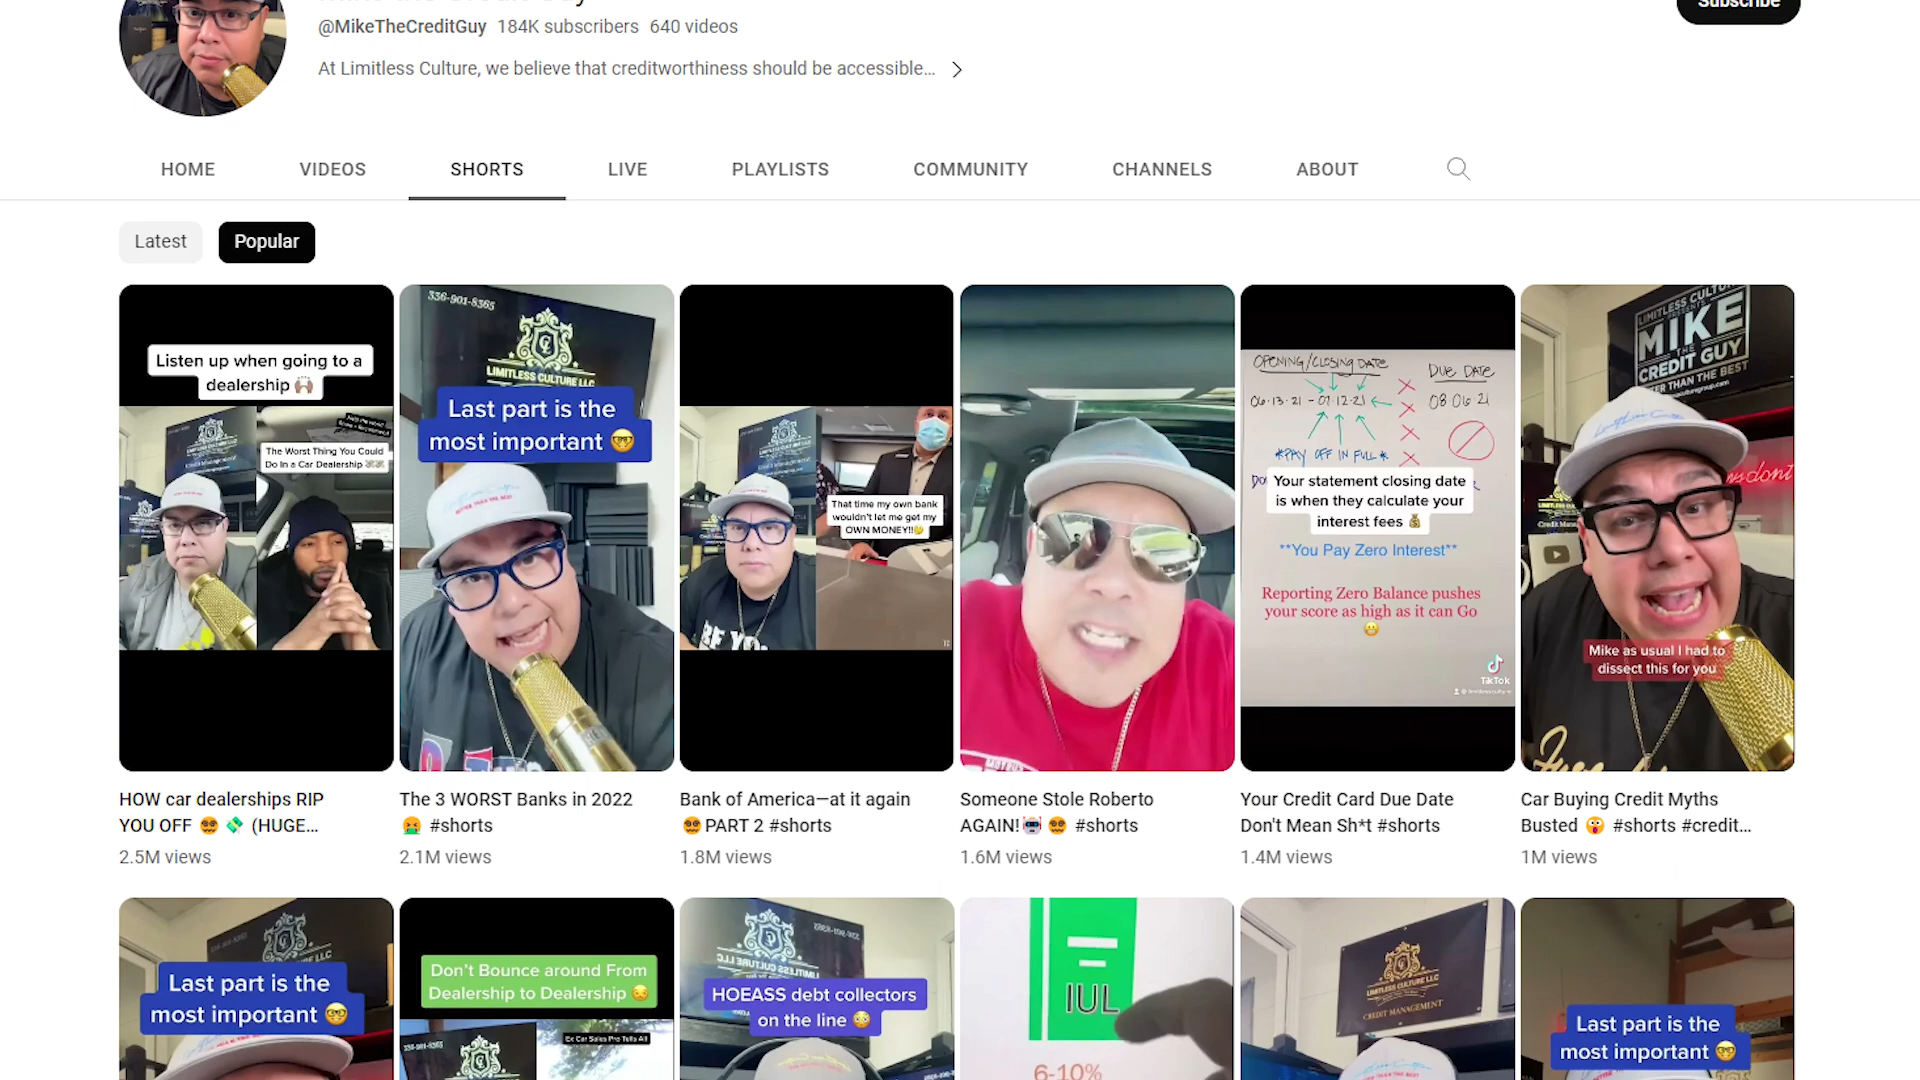 Subscribe
@MikeTheCreditGuy 184K subscribers 640 videos
At Limitless Culture, we believe that creditworthiness should be accessible...
HOME VIDEOS SHORTS LIVE PLAYLISTS COMMUNITY CHANNELS ABOUT
Latest Popular
Listen up when going to a
dealership 🙌🏼
The Worst Thing You Could
Do In a Car Dealership
336-901-8365
LIMITLESS CULTURE LLC
Last part is the
most important 🤓
That time my own bank
wouldn't let me get my
OWN MONEY!!
OPENING/CLOSING DATE
DUE DATE
06·13·21 - 07·12·21
08·06·21
*PAY OFF IN FULL*
Your statement closing date
is when they calculate your
interest fees 💰
**You Pay Zero Interest**
Reporting Zero Balance pushes
your score as high as it can Go
😬
TikTok
MIKE
THE
CREDIT GUY
Mike as usual I had to
dissect this for you
HOW car dealerships RIP
YOU OFF 😵‍💫 💸 (HUGE...
2.5M views
The 3 WORST Banks in 2022
🤮 #shorts
2.1M views
Bank of America—at it again
😵‍💫PART 2 #shorts
1.8M views
Someone Stole Roberto
AGAIN!🤖 😵‍💫 #shorts
1.6M views
Your Credit Card Due Date
Don't Mean Sh*t #shorts
1.4M views
Car Buying Credit Myths
Busted 😲 #shorts #credit...
1M views
Last part is the
most important 🤓
Don't Bounce around From
Dealership to Dealership 😒
336-901-8365
Ex Car Sales Pro Tells All
HOEASS debt collectors
on the line 😳
IUL
6-10%
LIMITLESS CULTURE LLC
CREDIT MANAGEMENT
Last part is the
most important 🤓